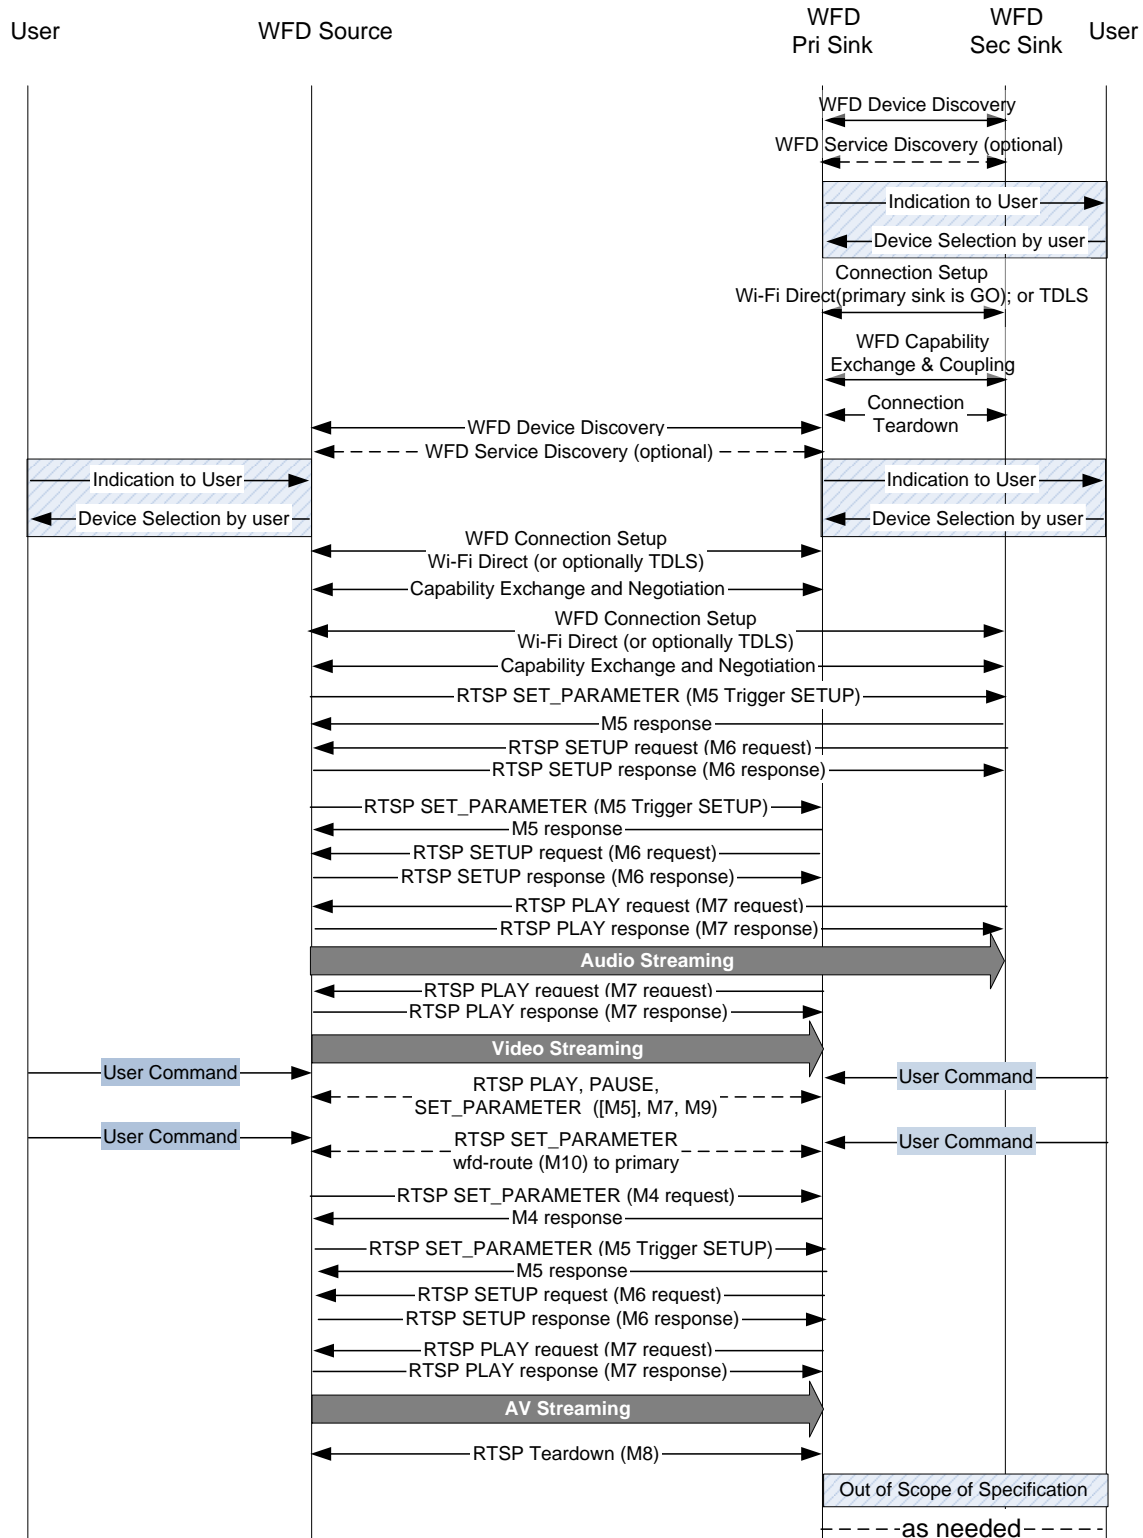 User
WFD Source
WFD
Pri Sink
WFD
Sec Sink
User
WFD Device Discovery
WFD Service Discovery (optional)
Indication to User
Device Selection by user
Connection Setup
Wi-Fi Direct(primary sink is GO); or TDLS
WFD Capability
Exchange & Coupling
Connection
Teardown
WFD Device Discovery
WFD Service Discovery (optional)
Indication to User
Indication to User
Device Selection by user
Device Selection by user
WFD Connection Setup
Wi-Fi Direct (or optionally TDLS)
Capability Exchange and Negotiation
WFD Connection Setup
Wi-Fi Direct (or optionally TDLS)
Capability Exchange and Negotiation
RTSP SET_PARAMETER (M5 Trigger SETUP)
M5 response
RTSP SETUP request (M6 request)
RTSP SETUP response (M6 response)
RTSP SET_PARAMETER (M5 Trigger SETUP)
M5 response
RTSP SETUP request (M6 request)
RTSP SETUP response (M6 response)
RTSP PLAY request (M7 request)
RTSP PLAY response (M7 response)
Audio Streaming
RTSP PLAY request (M7 request)
RTSP PLAY response (M7 response)
Video Streaming
User Command
User Command
RTSP PLAY, PAUSE,
SET_PARAMETER ([M5], M7, M9)
User Command
User Command
RTSP SET_PARAMETER
wfd-route (M10) to primary
RTSP SET_PARAMETER (M4 request)
M4 response
RTSP SET_PARAMETER (M5 Trigger SETUP)
M5 response
RTSP SETUP request (M6 request)
RTSP SETUP response (M6 response)
RTSP PLAY request (M7 request)
RTSP PLAY response (M7 response)
AV Streaming
RTSP Teardown (M8)
Out of Scope of Specification
as needed